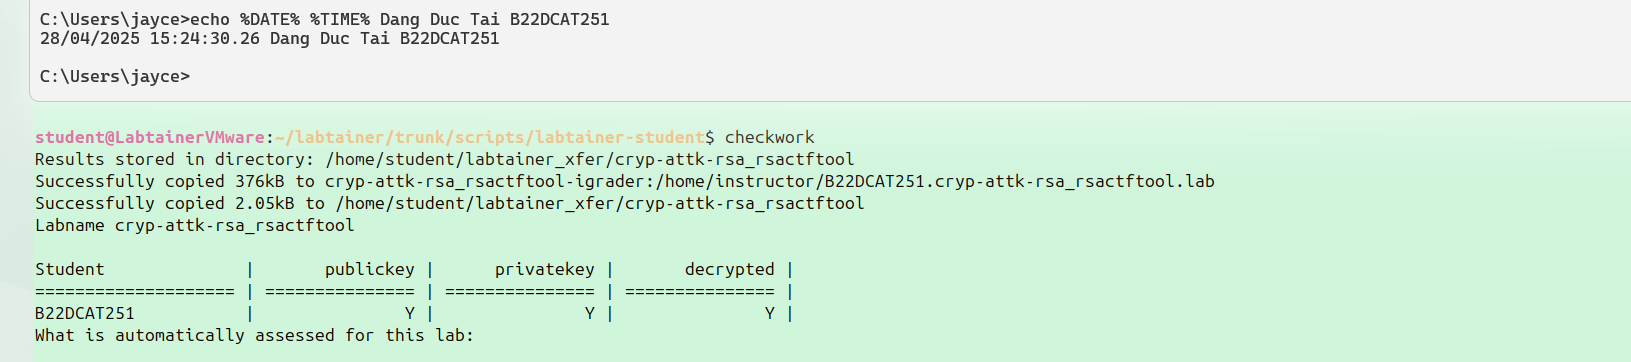 C:\Users\jayce>echo %DATE% %TIME% Dang Duc Tai B22DCAT251
28/04/2025 15:24:30.26 Dang Duc Tai B22DCAT251
C:\Users\jayce>
student@LabtainerVMware:~/labtainer/trunk/scripts/labtainer-student$ checkwork
Results stored in directory: /home/student/labtainer_xfer/cryp-attk-rsa_rsactftool
Successfully copied 376kB to cryp-attk-rsa_rsactftool-igrader:/home/instructor/B22DCAT251.cryp-attk-rsa_rsactftool.lab
Successfully copied 2.05kB to /home/student/labtainer_xfer/cryp-attk-rsa_rsactftool
Labname cryp-attk-rsa_rsactftool
Student              |       publickey |      privatekey |       decrypted |
==================== | =============== | =============== | =============== |
B22DCAT251           |               Y |               Y |               Y |
What is automatically assessed for this lab: